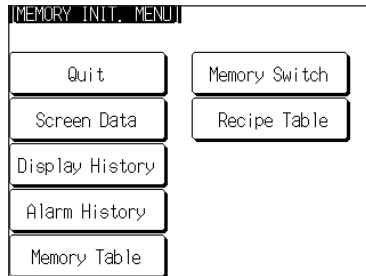 [MEMORY INIT. MENU]
Quit
Memory Switch
Screen Data
Recipe Table
Display History
Alarm History
Memory Table